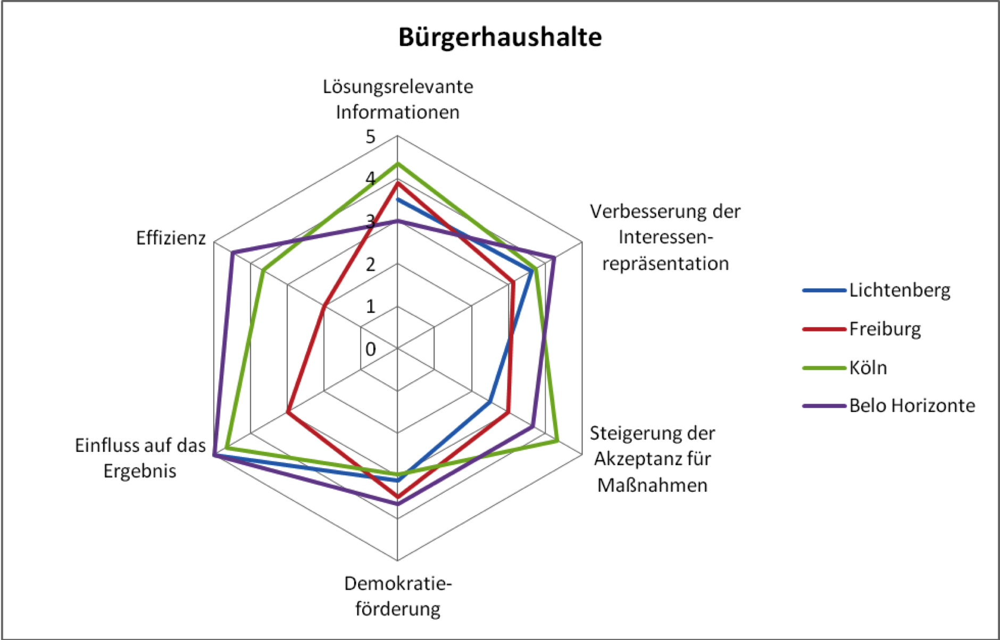 Bürgerhaushalte
Lösungsrelevante
Informationen
5
4
3
2
1
0
Verbesserung der
Interessen-
repräsentation
Steigerung der
Akzeptanz für
Maßnahmen
Demokratie-
förderung
Einfluss auf das
Ergebnis
Effizienz
Lichtenberg
Freiburg
Köln
Belo Horizonte